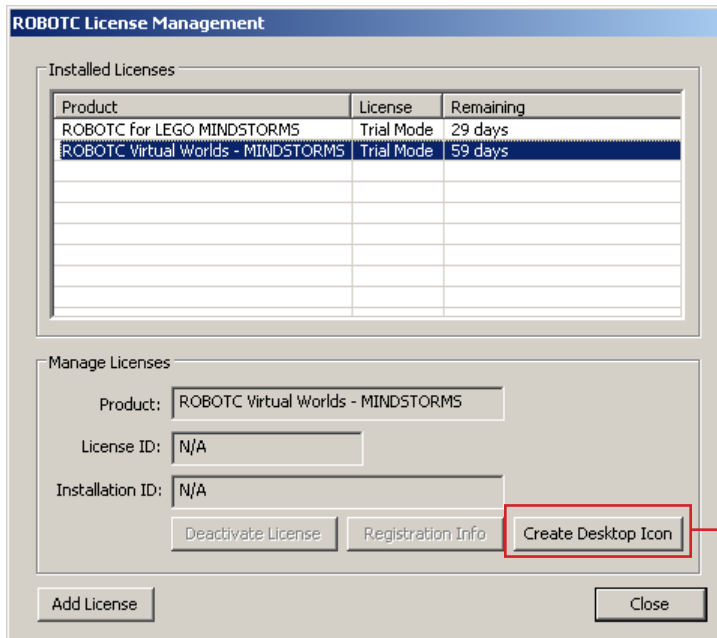 ROBOTC License Management
Installed Licenses
Product License Remaining
ROBOTC for LEGO MINDSTORMS Trial Mode 29 days
ROBOTC Virtual Worlds - MINDSTORMS Trial Mode 59 days
Manage Licenses
Product: ROBOTC Virtual Worlds - MINDSTORMS
License ID: N/A
Installation ID: N/A
Deactivate License Registration Info Create Desktop Icon
Add License Close